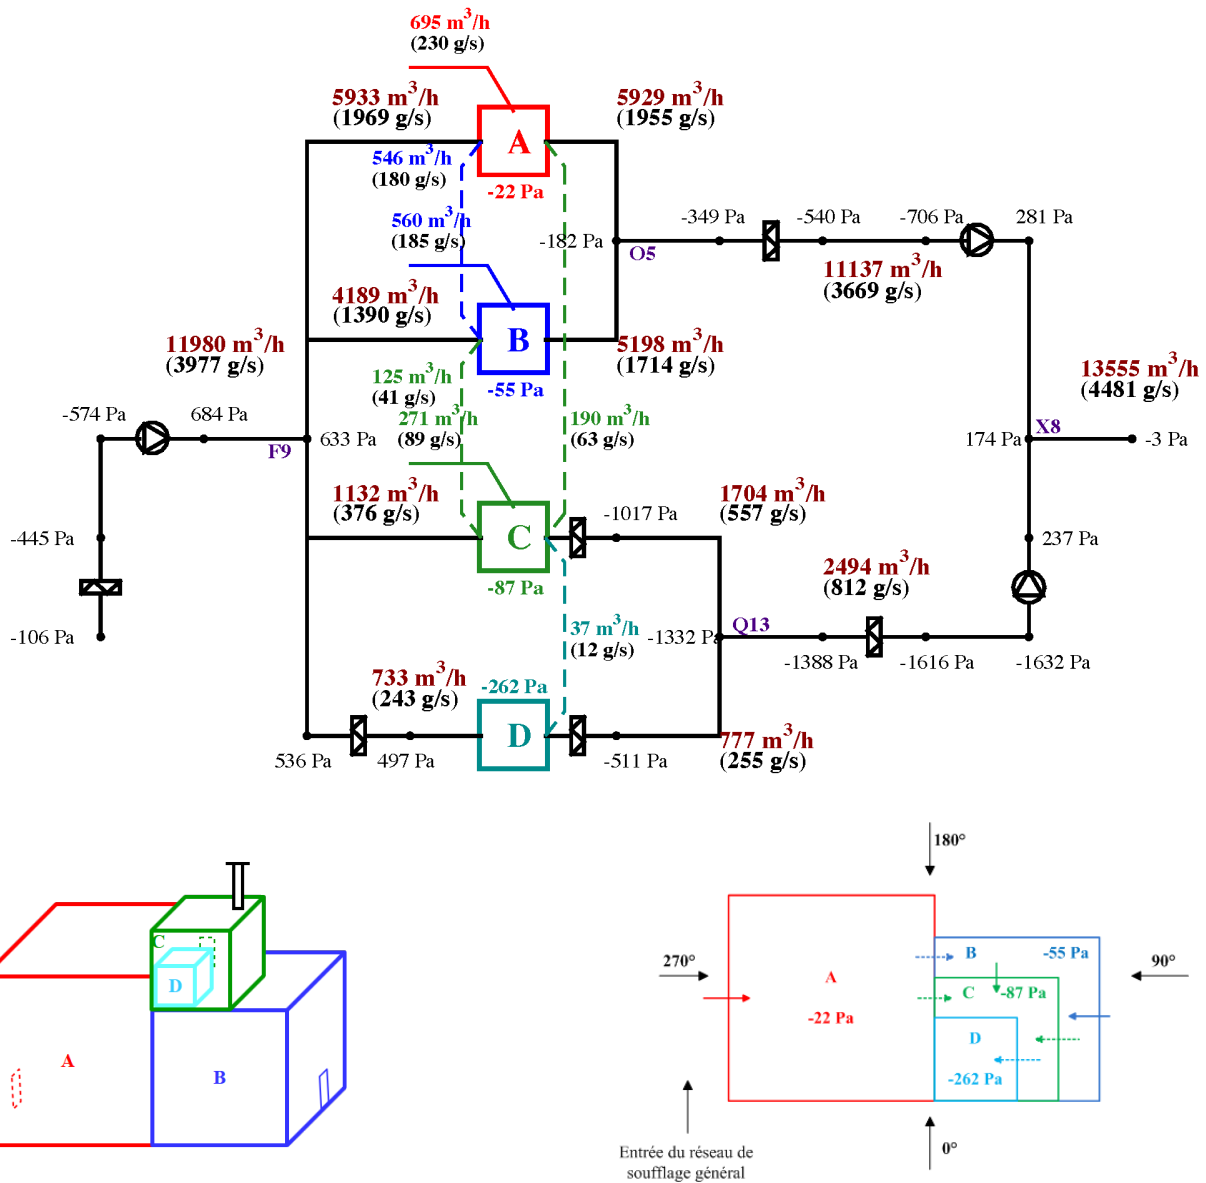 695 m³/h
(230 g/s)
5933 m³/h
(1969 g/s)
5929 m³/h
(1955 g/s)
A
546 m³/h
(180 g/s)
-22 Pa
560 m³/h
(185 g/s)
-182 Pa
O5
-349 Pa
-540 Pa
-706 Pa
281 Pa
11137 m³/h
(3669 g/s)
4189 m³/h
(1390 g/s)
B
11980 m³/h
(3977 g/s)
5198 m³/h
(1714 g/s)
-55 Pa
125 m³/h
(41 g/s)
13555 m³/h
(4481 g/s)
-574 Pa
684 Pa
F9
633 Pa
271 m³/h
(89 g/s)
190 m³/h
(63 g/s)
174 Pa
X8
-3 Pa
1132 m³/h
(376 g/s)
-1017 Pa
1704 m³/h
(557 g/s)
-445 Pa
C
237 Pa
-87 Pa
2494 m³/h
(812 g/s)
-106 Pa
37 m³/h
(12 g/s)
-1332 Pa
Q13
-1388 Pa
-1616 Pa
-1632 Pa
733 m³/h
(243 g/s)
-262 Pa
D
536 Pa
497 Pa
-511 Pa
777 m³/h
(255 g/s)
C
D
A
B
180°
270°
90°
B
-55 Pa
A
C
-87 Pa
-22 Pa
D
-262 Pa
0°
Entrée du réseau de
soufflage général